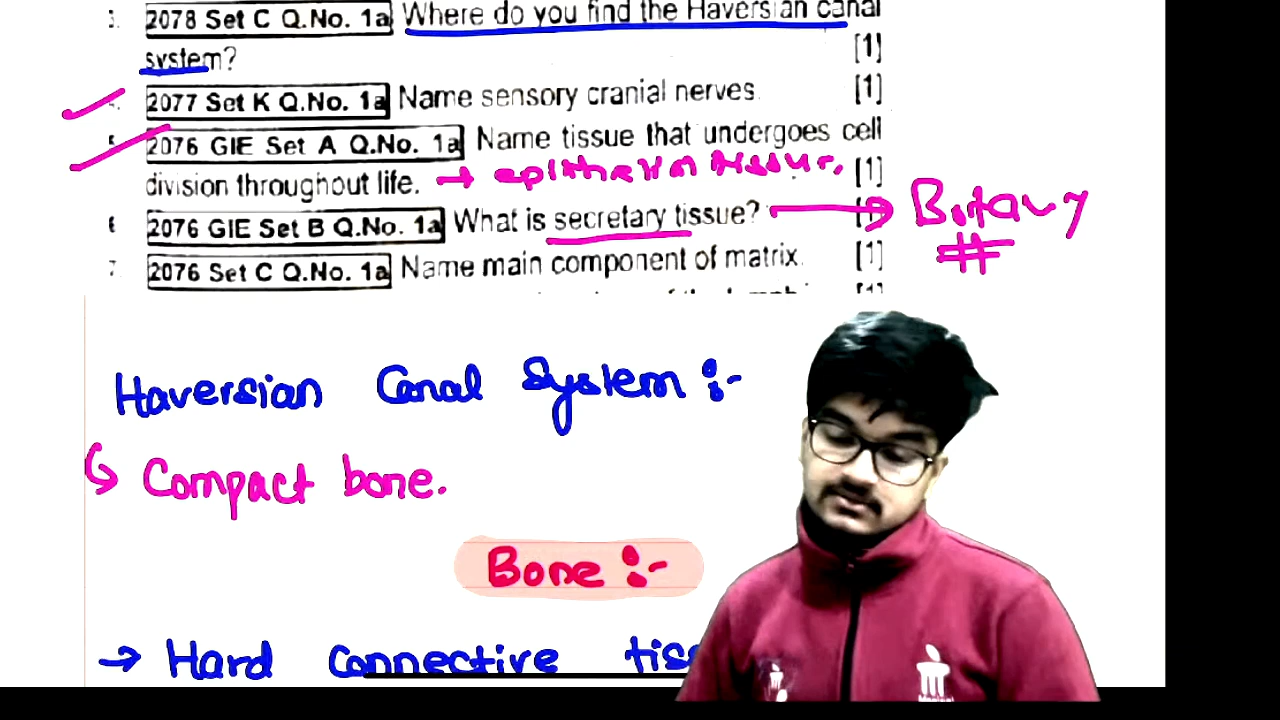 3. 2078 Set C Q.No. 1a Where do you find the Haversian canal
system? [1]
2077 Set K Q.No. 1a Name sensory cranial nerves. [1]
2076 GIE Set A Q.No. 1a Name tissue that undergoes cell
division throughout life. → [1]
6 2076 GIE Set B Q.No. 1a What is secretary tissue? → Botany
#
7. 2076 Set C Q.No. 1a Name main component of matrix. [1]
Haversian Canal System :-
Compact bone.
Bone :-
→ Hard Connective tiss